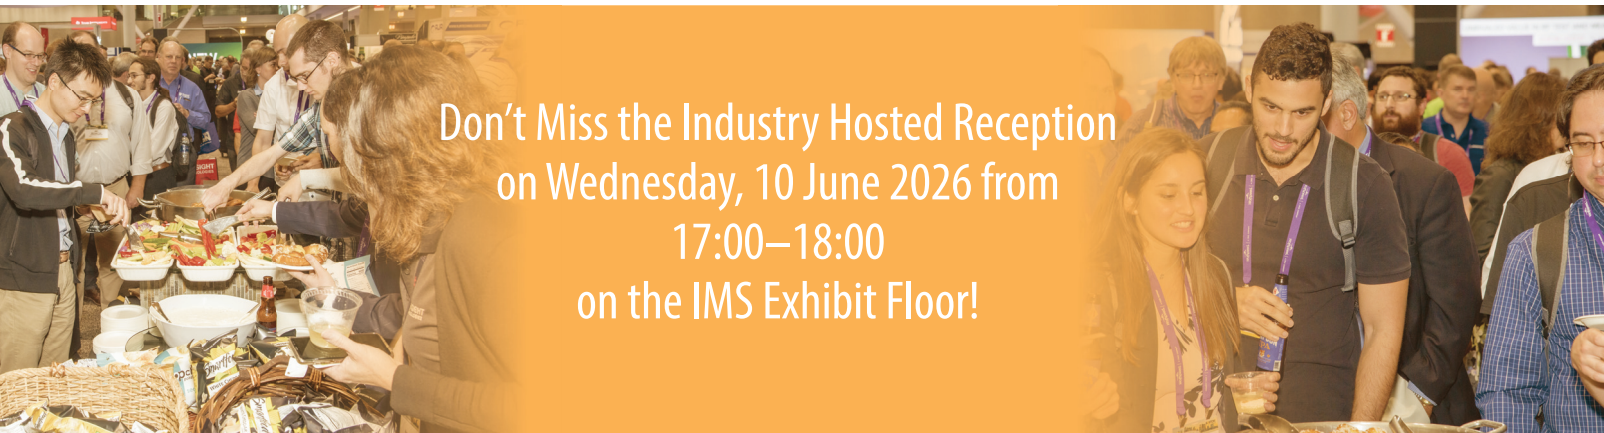 Don’t Miss the Industry Hosted Reception
on Wednesday, 10 June 2026 from
17:00–18:00
on the IMS Exhibit Floor!